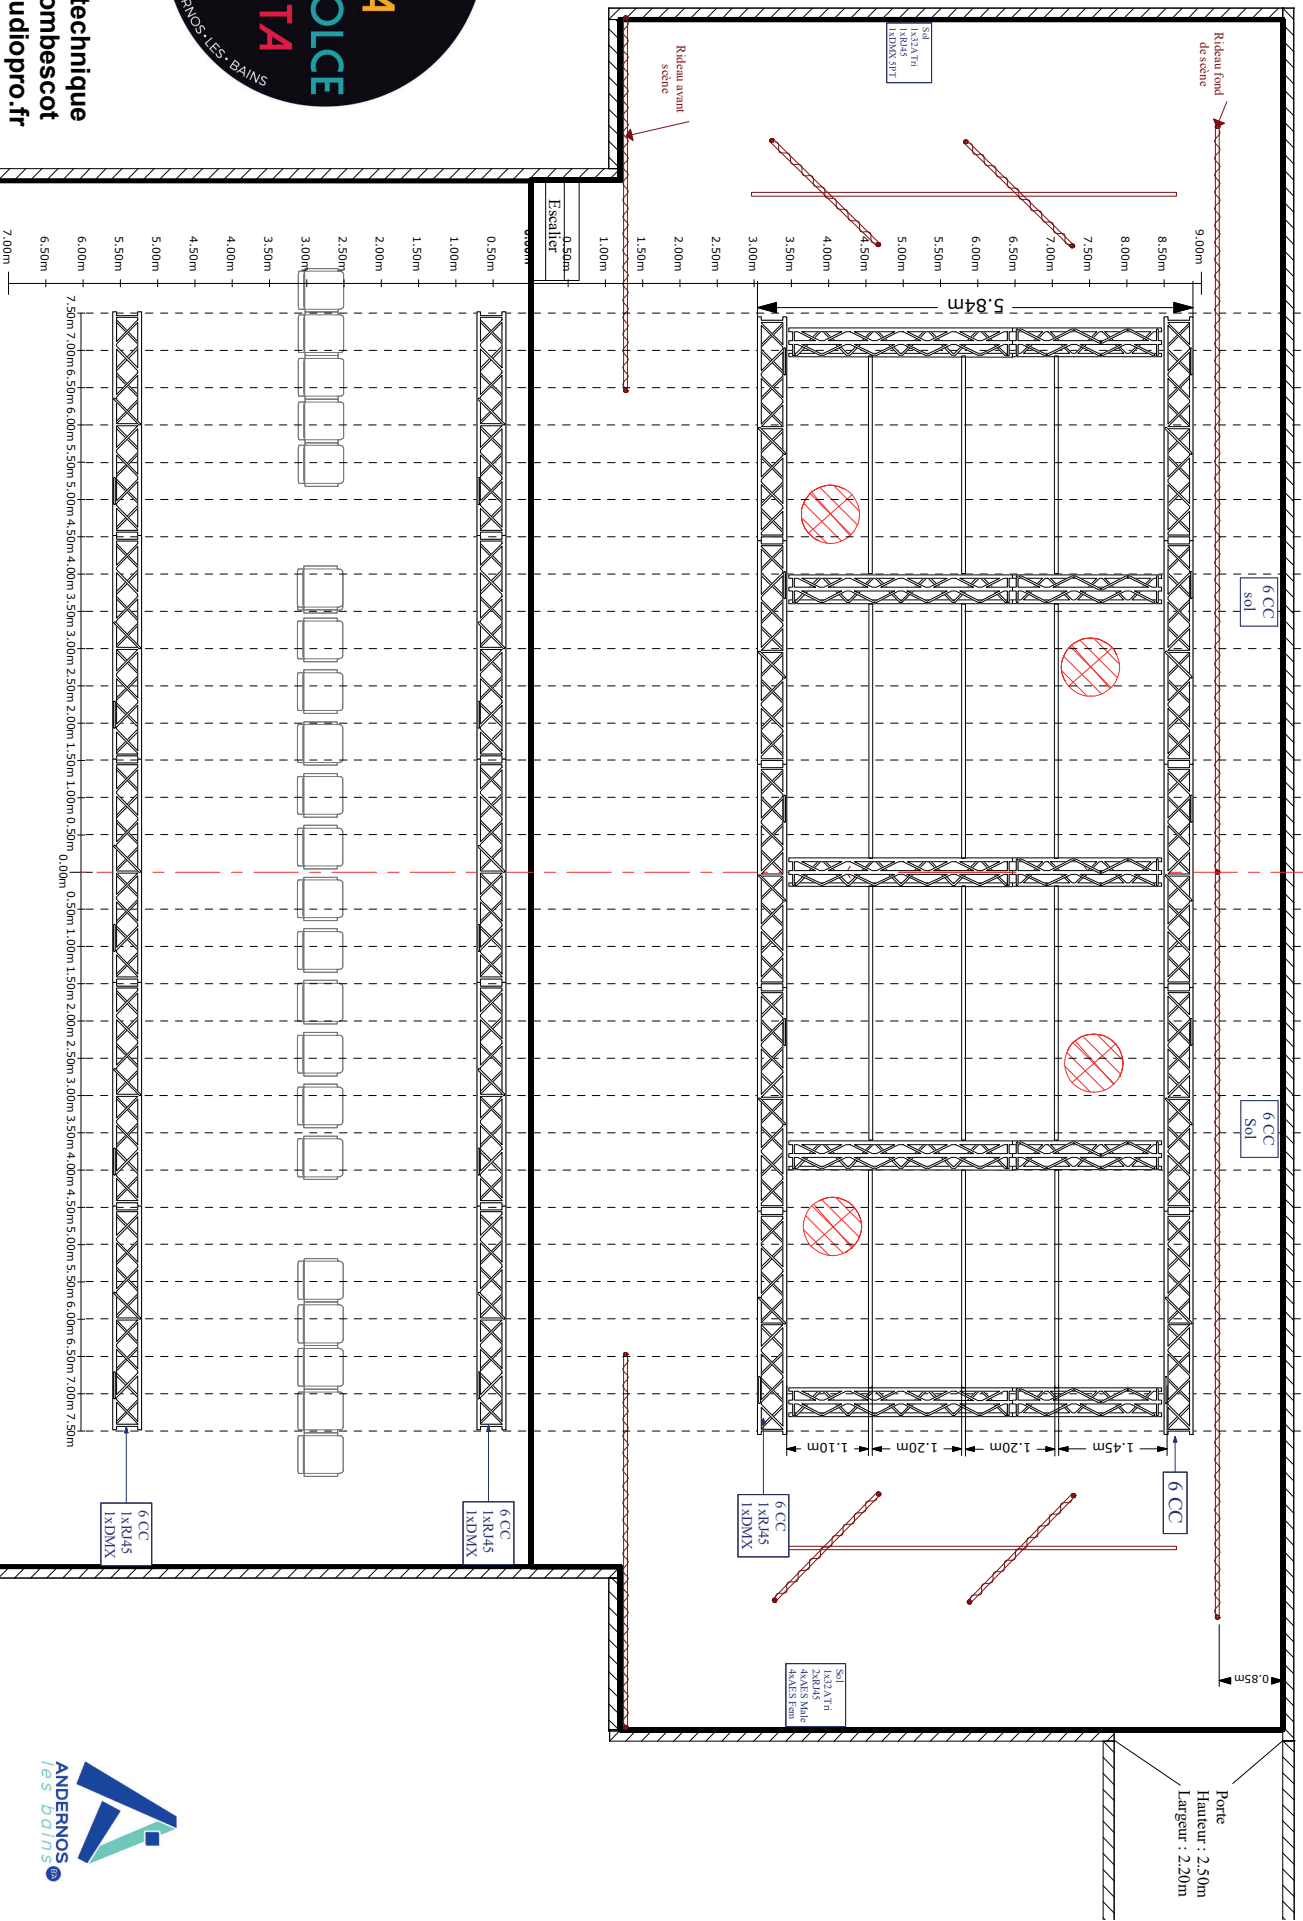 Rideau fond
de scène
6 CC
sol
6 CC
Sol
0.85m
Porte
Hauteur : 2.50m
Largeur : 2.20m
9.00m
8.50m
8.00m
7.50m
7.00m
6.50m
6.00m
5.50m
5.00m
4.50m
4.00m
3.50m
3.00m
2.50m
2.00m
1.50m
1.00m
0.50m
0.00m
0.50m
1.00m
1.50m
2.00m
2.50m
3.00m
3.50m
4.00m
4.50m
5.00m
5.50m
6.00m
6.50m
7.00m
5.84m
6 CC
1.45m
1.20m
1.20m
1.10m
Sol
1x32ATri
1xRJ45
1xDMX 5PT
6 CC
1xRJ45
1xDMX
Sol
1x32ATri
2xRJ45
4xAES Male
4xAES Fem
Rideau avant
scène
Escalier
6 CC
1xRJ45
1xDMX
6 CC
1xRJ45
1xDMX
7.50m 7.00m 6.50m 6.00m 5.50m 5.00m 4.50m 4.00m 3.50m 3.00m 2.50m 2.00m 1.50m 1.00m 0.50m 0.00m 0.50m 1.00m 1.50m 2.00m 2.50m 3.00m 3.50m 4.00m 4.50m 5.00m 5.50m 6.00m 6.50m 7.00m 7.50m
OLCE
TA
RNOS·LES·BAINS
technique
ombescot
udiopro.fr
ANDERNOS
les bains